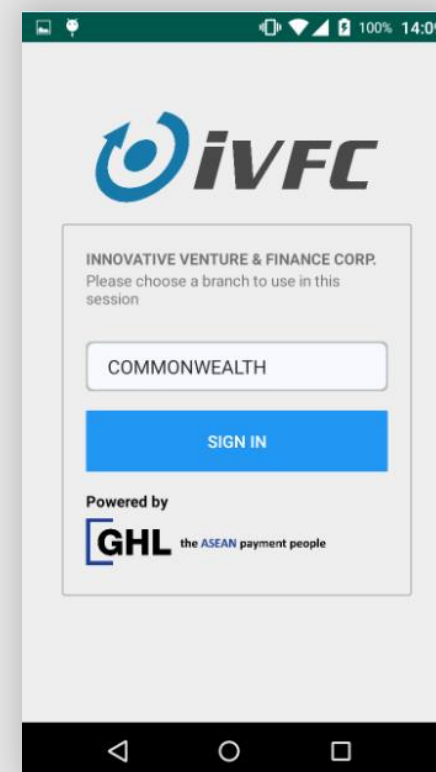 100% 14:09
iVFC
INNOVATIVE VENTURE & FINANCE CORP.
Please choose a branch to use in this
session
COMMONWEALTH
SIGN IN
Powered by
GHL the ASEAN payment people